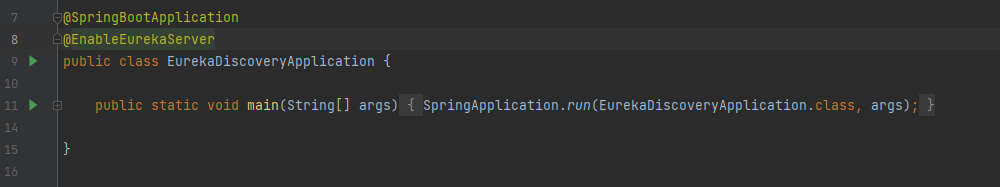 7 @SpringBootApplication
8 @EnableEurekaServer
9 public class EurekaDiscoveryApplication {
10
11 public static void main(String[] args) { SpringApplication.run(EurekaDiscoveryApplication.class, args); }
14
15 }
16